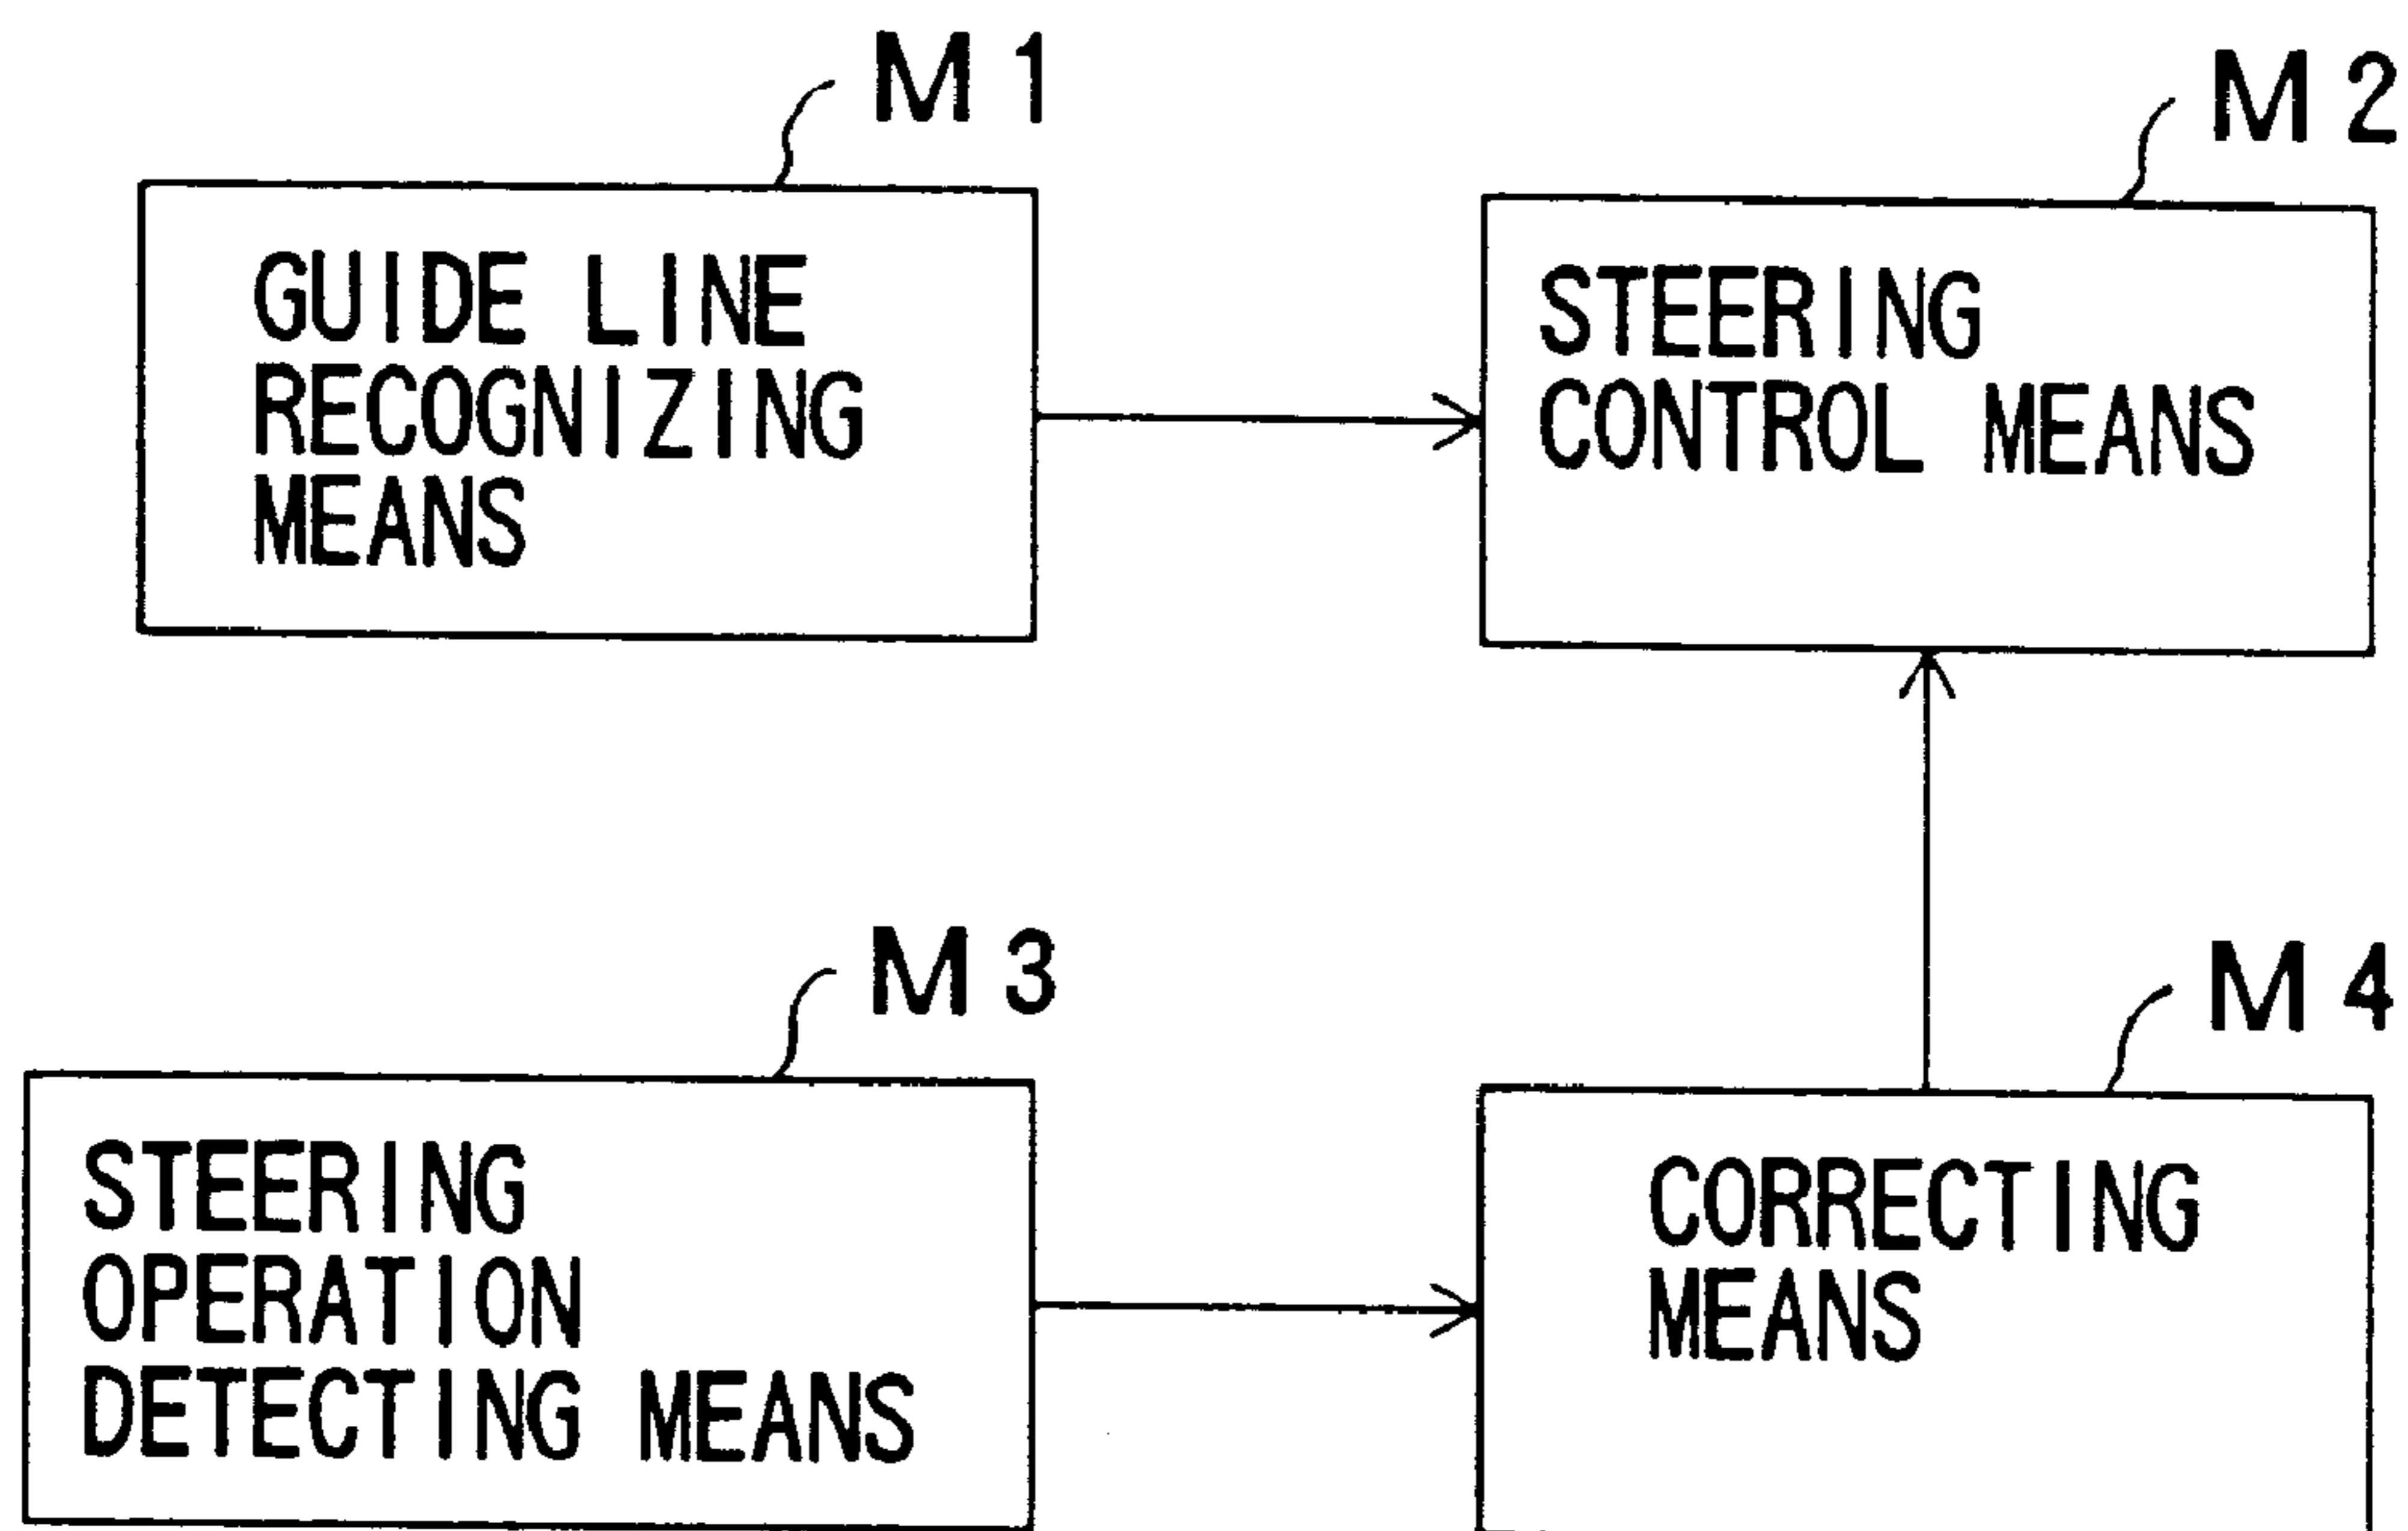 M1
GUIDE LINE
RECOGNIZING
MEANS
M2
STEERING
CONTROL MEANS
M3
STEERING
OPERATION
DETECTING MEANS
M4
CORRECTING
MEANS